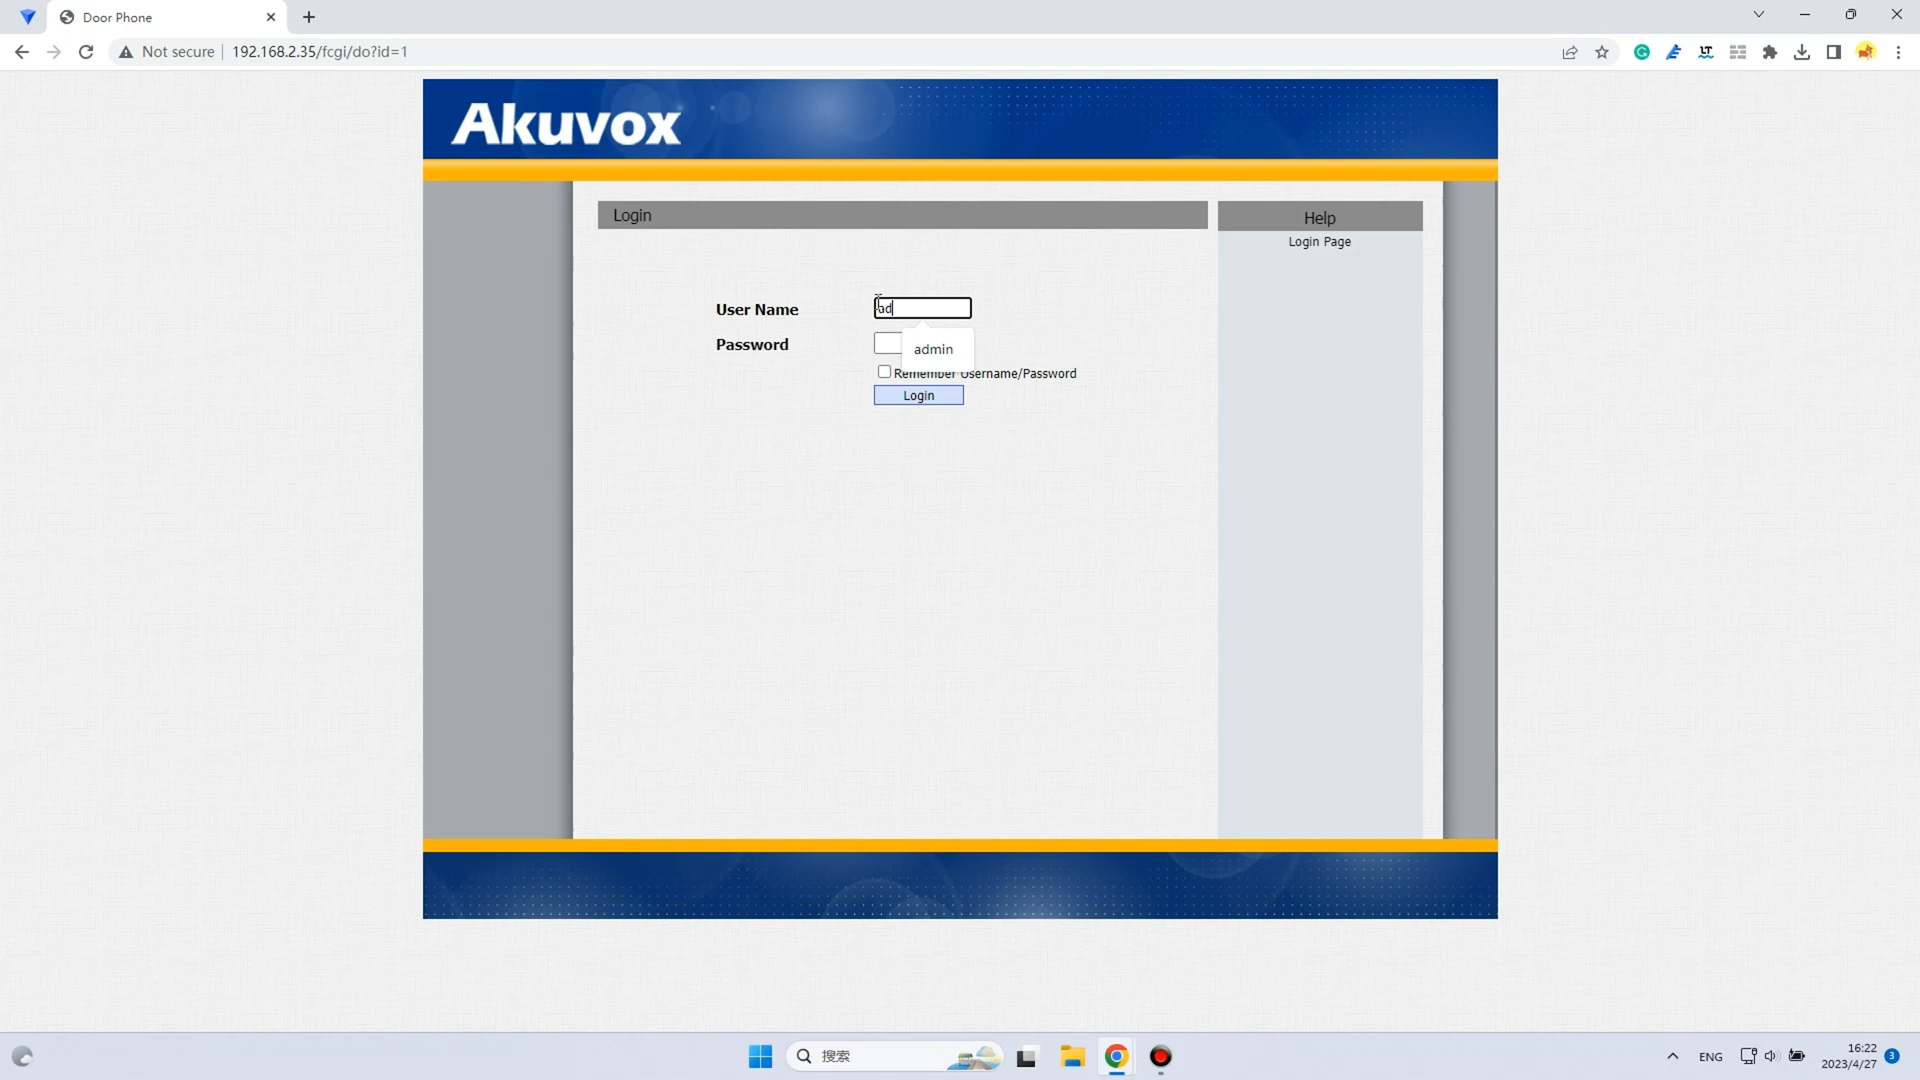 Door Phone
Not secure
192.168.2.35/fcgi/do?id=1
Akuvox
Login
Help
Login Page
User Name
ad
Password
admin
Remember Username/Password
Login
搜索
ENG
16:22
2023/4/27
3